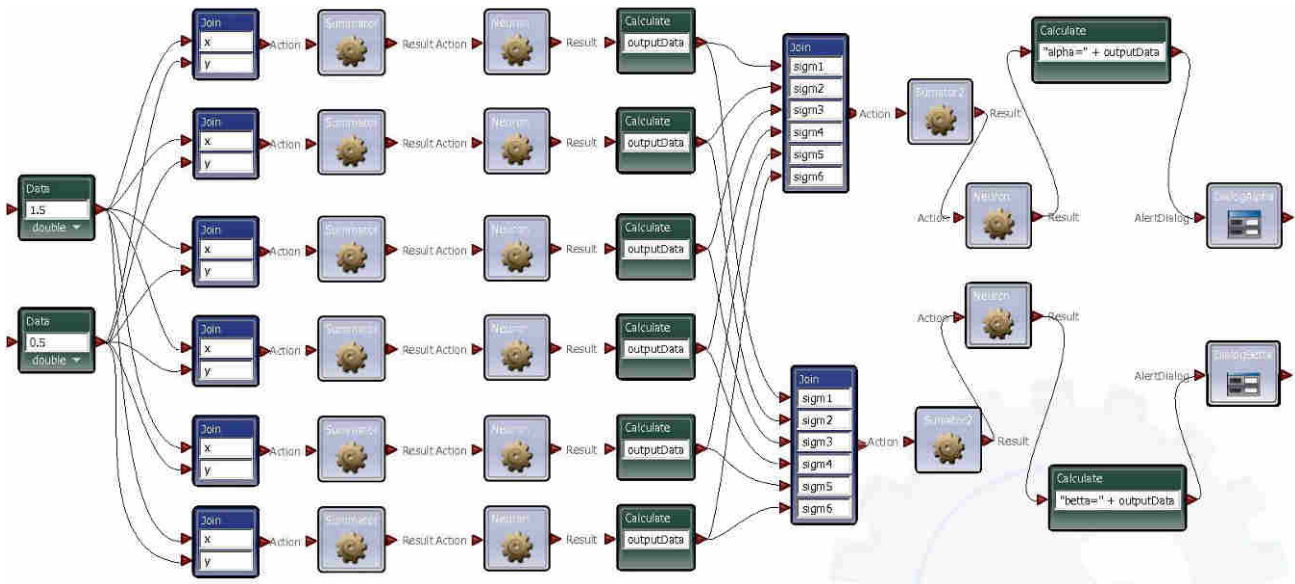 Data
1.5
double
Data
0.5
double
Join
x
y
Action
Summator
Result Action
Neuron
Result
Calculate
outputData
Join
x
y
Action
Summator
Result Action
Neuron
Result
Calculate
outputData
Join
x
y
Action
Summator
Result Action
Neuron
Result
Calculate
outputData
Join
x
y
Action
Summator
Result Action
Neuron
Result
Calculate
outputData
Join
x
y
Action
Summator
Result Action
Neuron
Result
Calculate
outputData
Join
x
y
Action
Summator
Result Action
Neuron
Result
Calculate
outputData
Join
sigm1
sigm2
sigm3
sigm4
sigm5
sigm6
Action
Sumator2
Result
Action
Neuron
Result
Calculate
"alpha=" + outputData
AlertDialog
DialogAlpha
Join
sigm1
sigm2
sigm3
sigm4
sigm5
sigm6
Action
Sumator2
Result
Action
Neuron
Result
Calculate
"betta=" + outputData
AlertDialog
DialogBetta